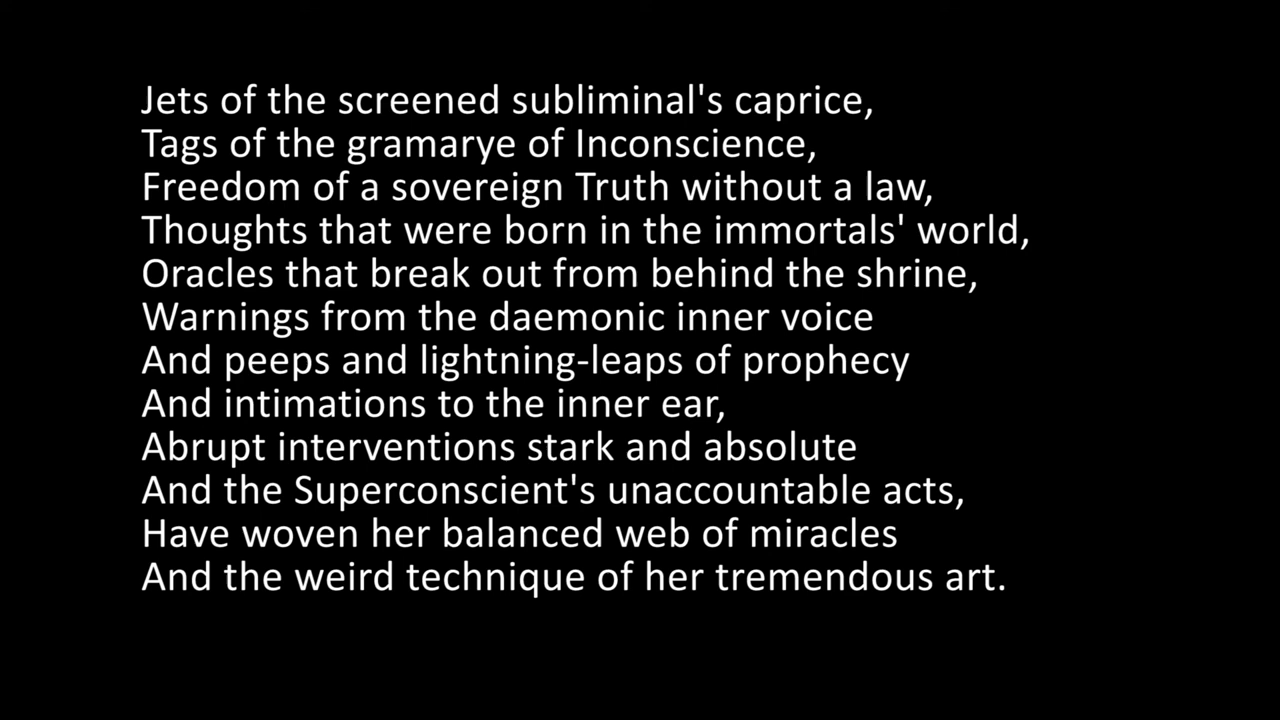 Jets of the screened subliminal's caprice,
Tags of the gramarye of Inconscience,
Freedom of a sovereign Truth without a law,
Thoughts that were born in the immortals' world,
Oracles that break out from behind the shrine,
Warnings from the daemonic inner voice
And peeps and lightning-leaps of prophecy
And intimations to the inner ear,
Abrupt interventions stark and absolute
And the Superconscient's unaccountable acts,
Have woven her balanced web of miracles
And the weird technique of her tremendous art.